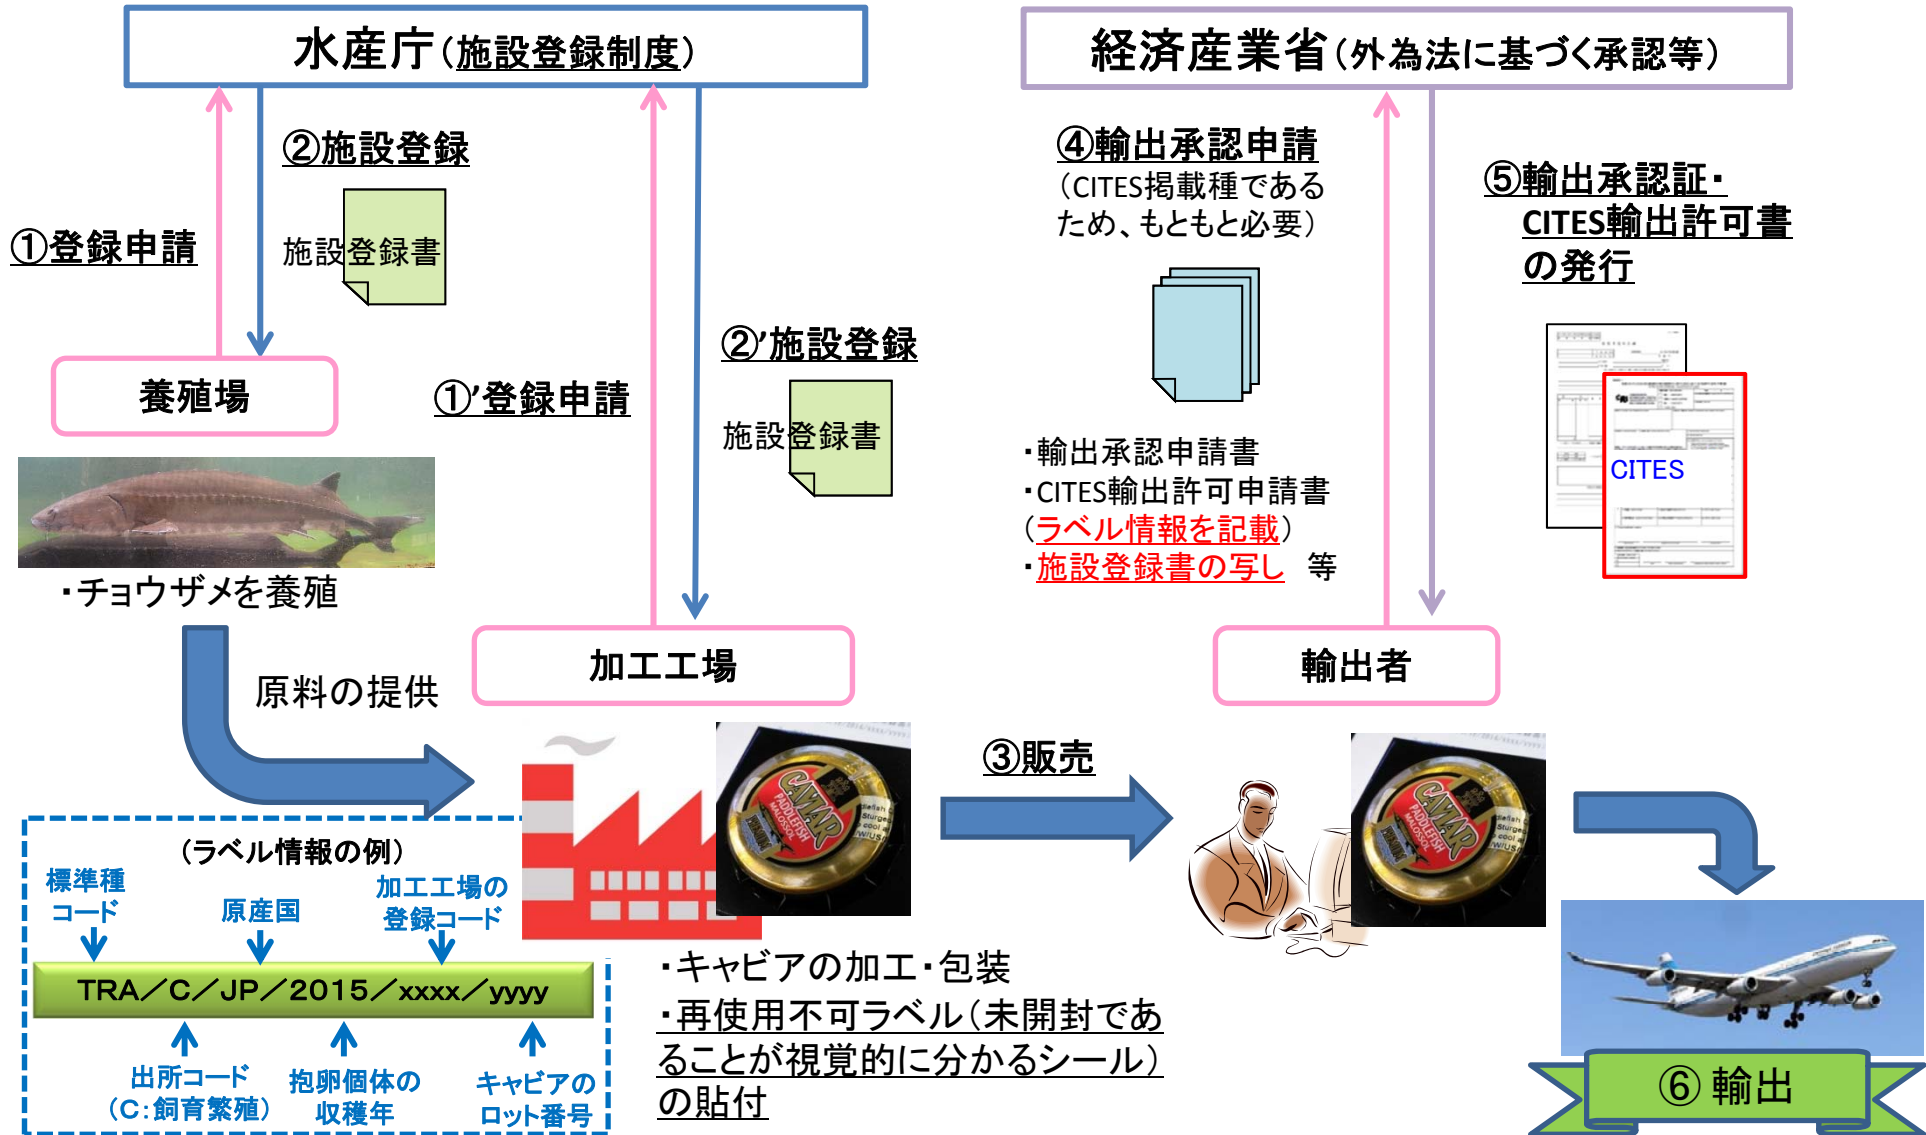 水産庁（施設登録制度）
経済産業省（外為法に基づく承認等）
②施設登録
施設登録書
①登録申請
養殖場
・チョウザメを養殖
①’登録申請
②’施設登録
施設登録書
加工工場
原料の提供
④輸出承認申請
（CITES掲載種である
ため、もともと必要）
・輸出承認申請書
・CITES輸出許可申請書
（ラベル情報を記載）
・施設登録書の写し　等
⑤輸出承認証・
CITES輸出許可書
の発行
CITES
輸出者
③販売
CAVIAR
PADDLEFISH
MALOSSOL
CAVIAR
PADDLEFISH
MALOSSOL
（ラベル情報の例）
標準種
コード
原産国
加工工場の
登録コード
TRA／C／JP／2015／xxxx／yyyy
出所コード
（C：飼育繁殖）
抱卵個体の
収穫年
キャビアの
ロット番号
・キャビアの加工・包装
・再使用不可ラベル（未開封であ
ることが視覚的に分かるシール）
の貼付
⑥ 輸出